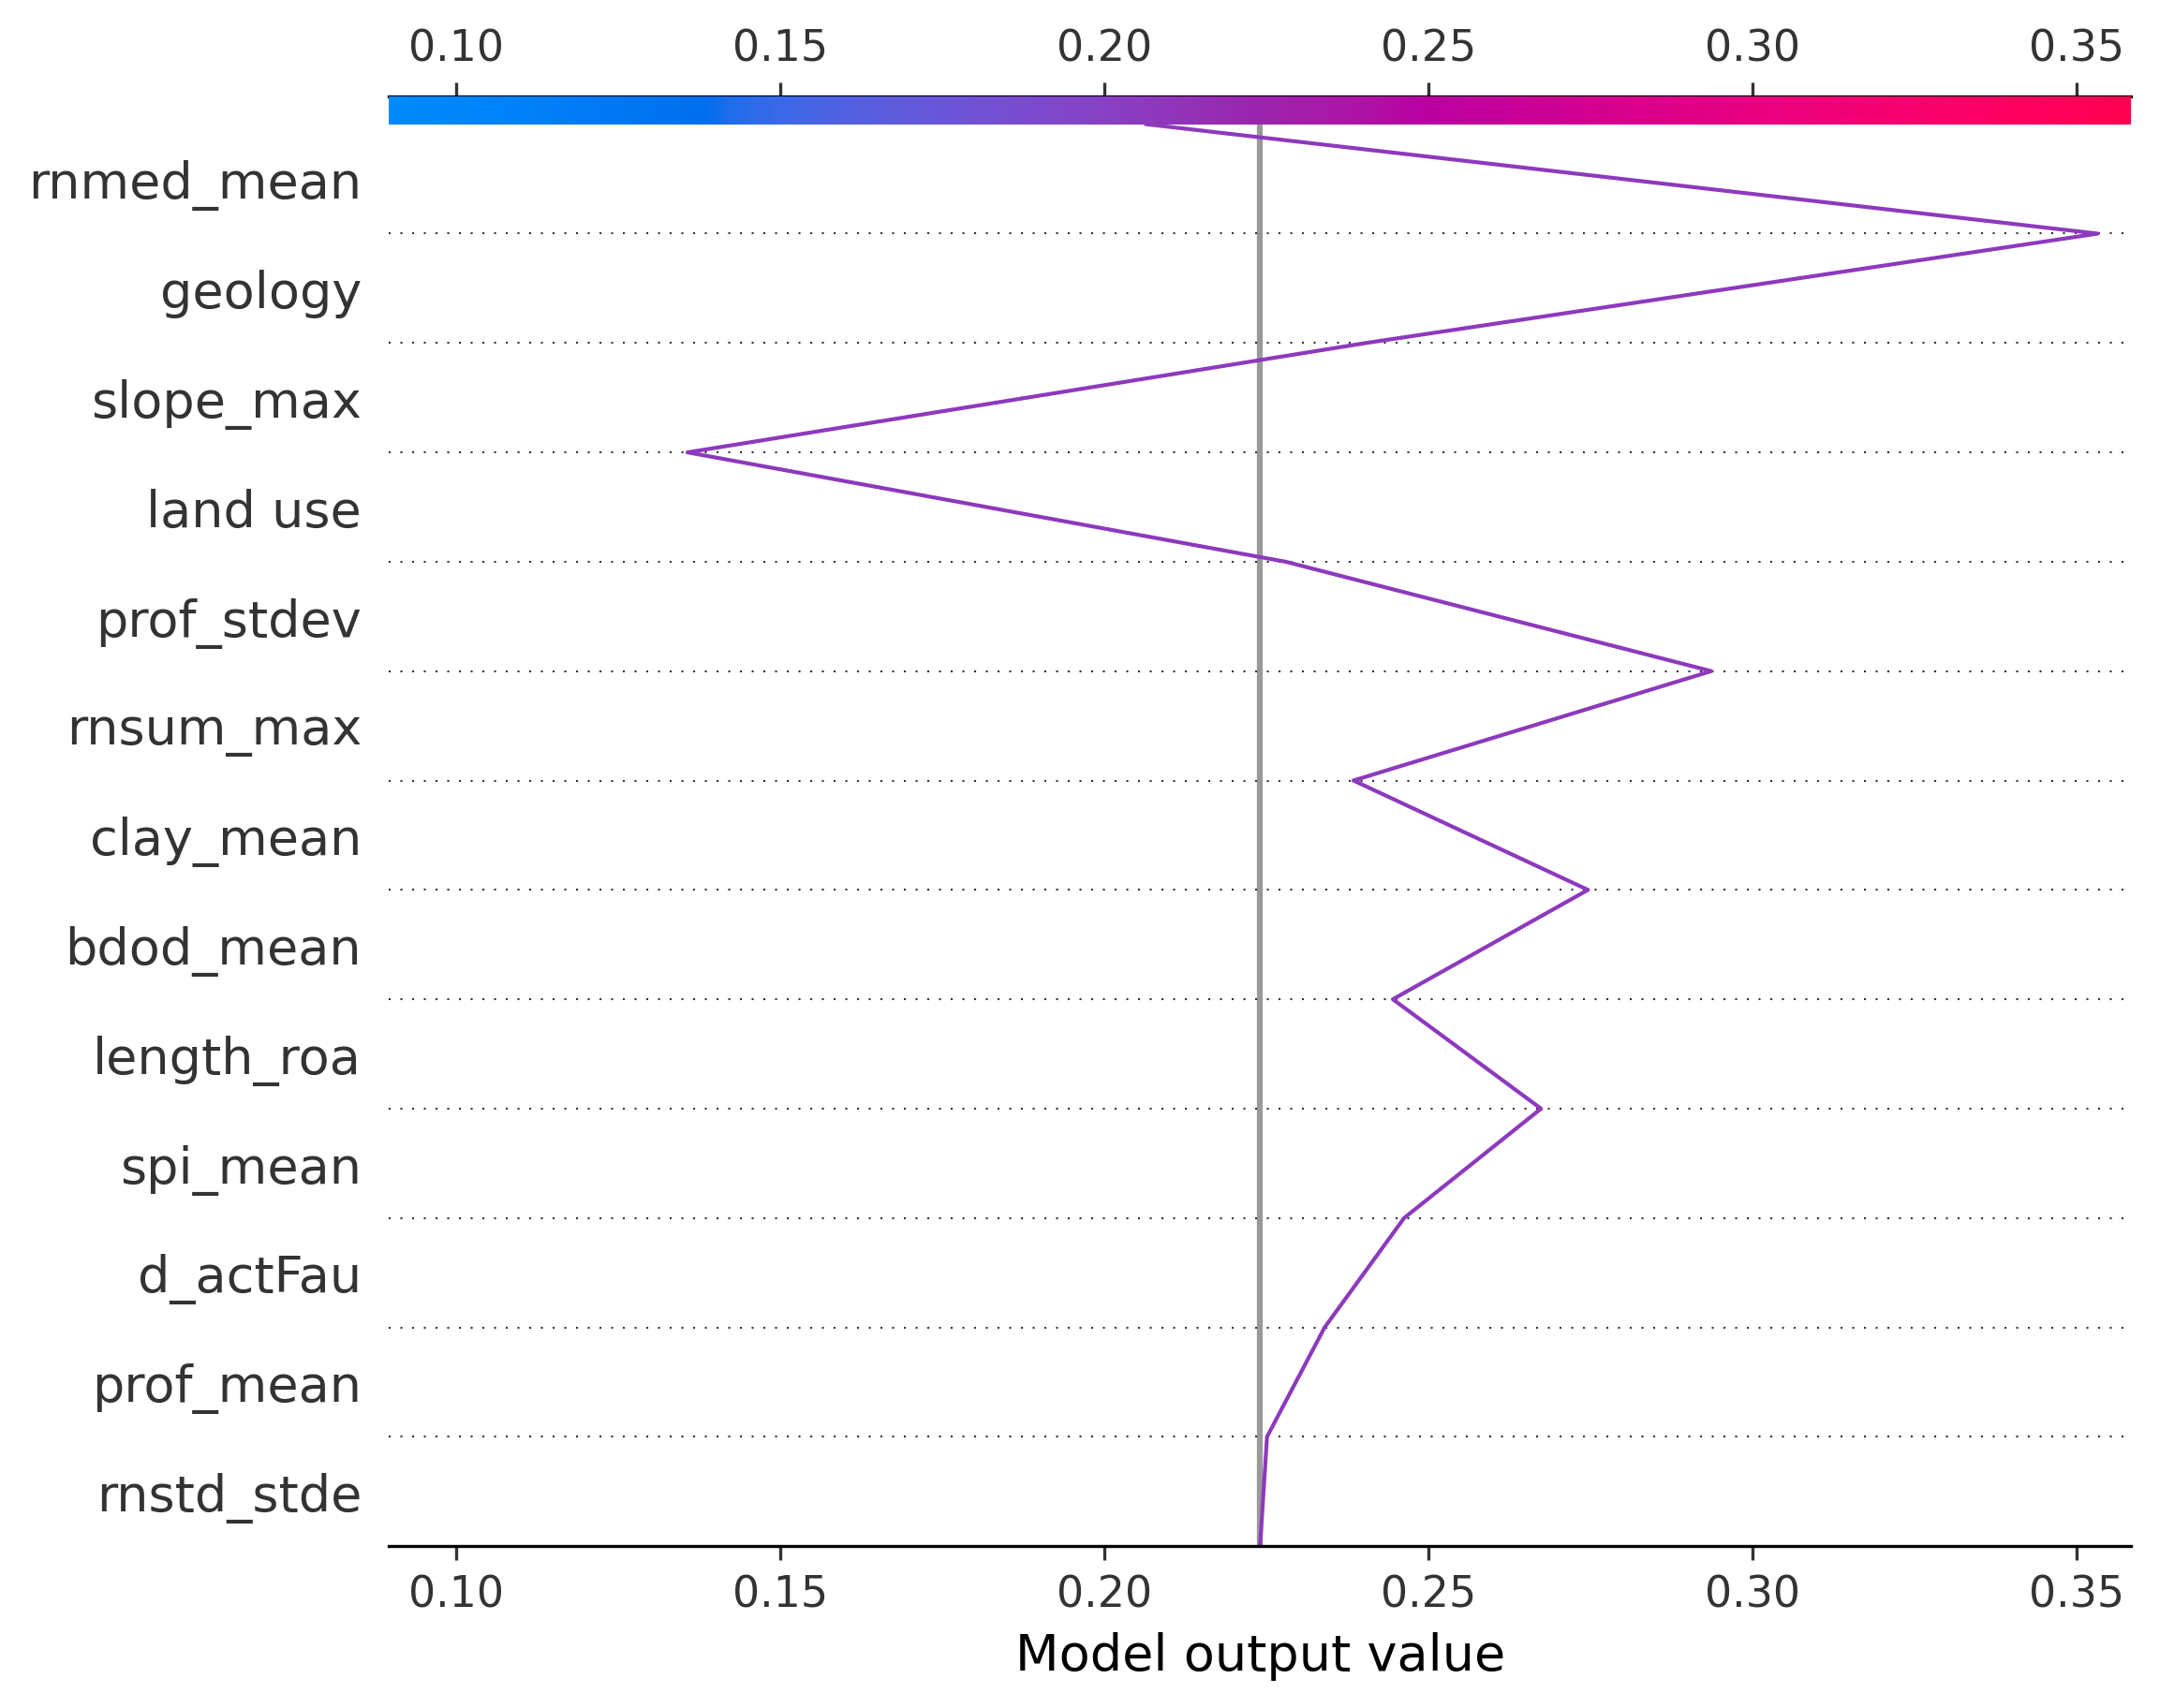 0.10 0.15 0.20 0.25 0.30 0.35
rnmed_mean
geology
slope_max
land use
prof_stdev
rnsum_max
clay_mean
bdod_mean
length_roa
spi_mean
d_actFau
prof_mean
rnstd_stde
0.10 0.15 0.20 0.25 0.30 0.35
Model output value